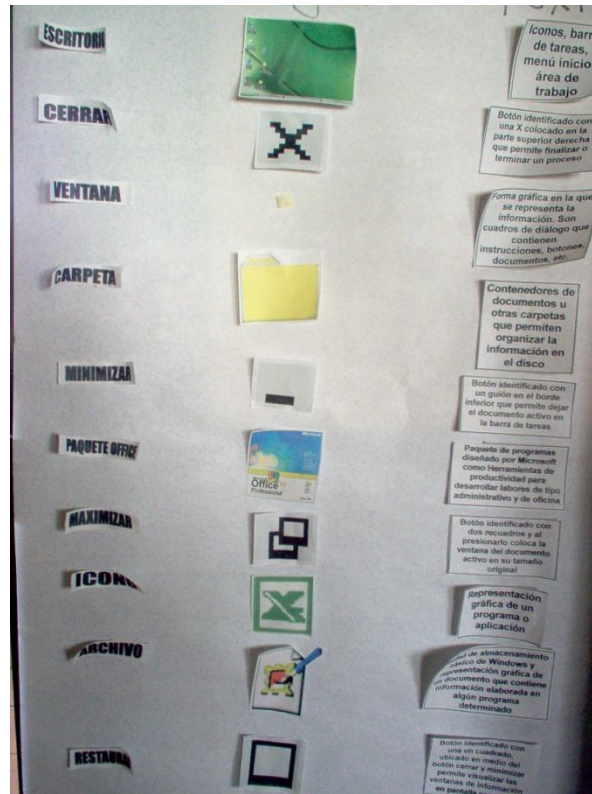 ESCRITORI
Iconos, barr
de tareas,
menú inicio
área de
trabajo
CERRAR
Botón identificado con
una X colocado en la
parte superior derecha
que permite finalizar o
terminar un proceso
VENTANA
Forma gráfica en la que
se representa la
información. Son
cuadros de diálogo que
contienen
instrucciones, botones,
documentos, etc.
CARPETA
Contenedores de
documentos u
otras carpetas
que permiten
organizar la
información en
el disco
MINIMIZAR
Botón identificado con
un guión en el borde
inferior que permite dejar
el documento activo en
la barra de tareas
PAQUETE OFFICE
Microsoft
Office
Professional
Paquete de programas
diseñado por Microsoft
como Herramientas de
productividad para
desarrollar labores de tipo
administrativo y de oficina
MAXIMIZAR
Botón identificado con
dos recuadros y al
presionarlo coloca la
ventana del documento
activo en su tamaño
original
ICONO
Representación
gráfica de un
programa o
aplicación
ARCHIVO
de almacenamiento
básico de Windows y
representación gráfica de
un documento que contiene
información elaborada en
algún programa
determinado
RESTAURAR
Botón identificado con
una un cuadrado,
ubicado en medio del
botón cerrar y minimizar
permite visualizar las
ventanas de información
en pantalla